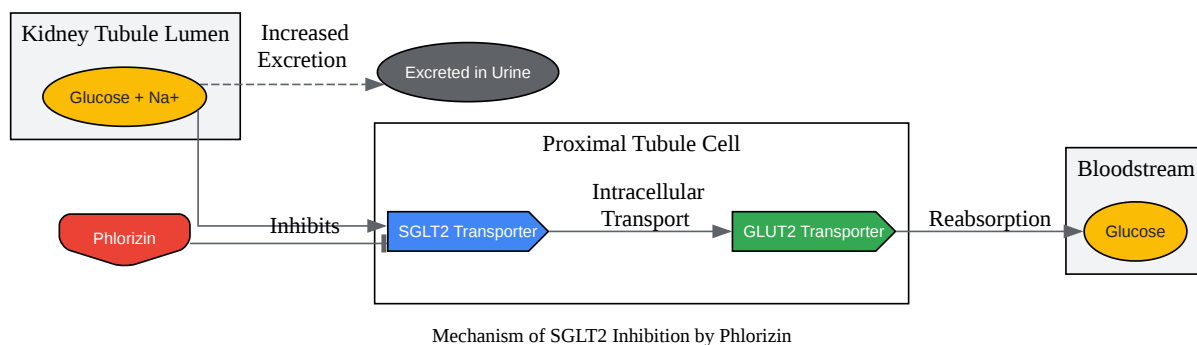 Kidney Tubule Lumen
Glucose + Na+
Increased
Excretion
Excreted in Urine
Proximal Tubule Cell
Phlorizin
Inhibits
SGLT2 Transporter
Intracellular
Transport
GLUT2 Transporter
Reabsorption
Bloodstream
Glucose
Mechanism of SGLT2 Inhibition by Phlorizin